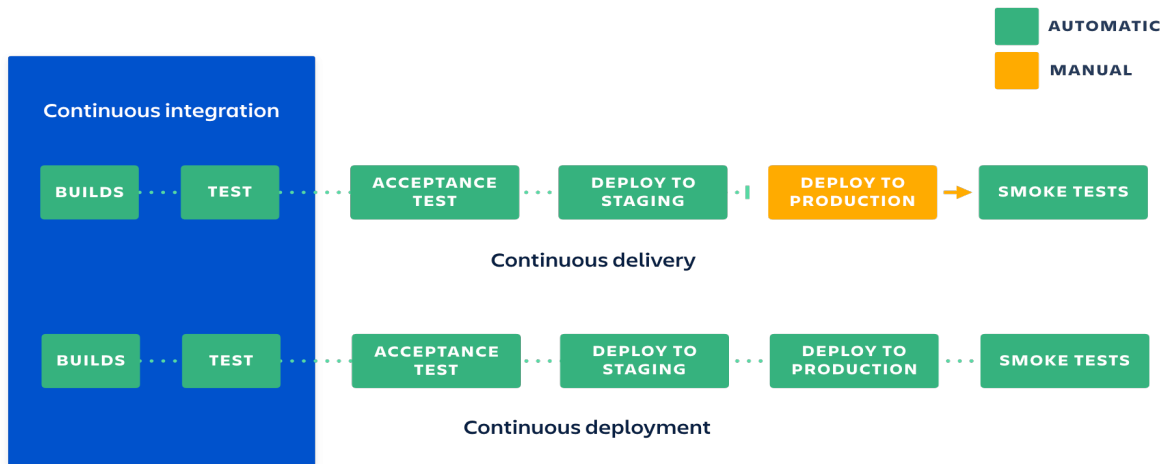 AUTOMATIC
MANUAL
Continuous integration
BUILDS
TEST
ACCEPTANCE
TEST
DEPLOY TO
STAGING
DEPLOY TO
PRODUCTION
SMOKE TESTS
Continuous delivery
BUILDS
TEST
ACCEPTANCE
TEST
DEPLOY TO
STAGING
DEPLOY TO
PRODUCTION
SMOKE TESTS
Continuous deployment